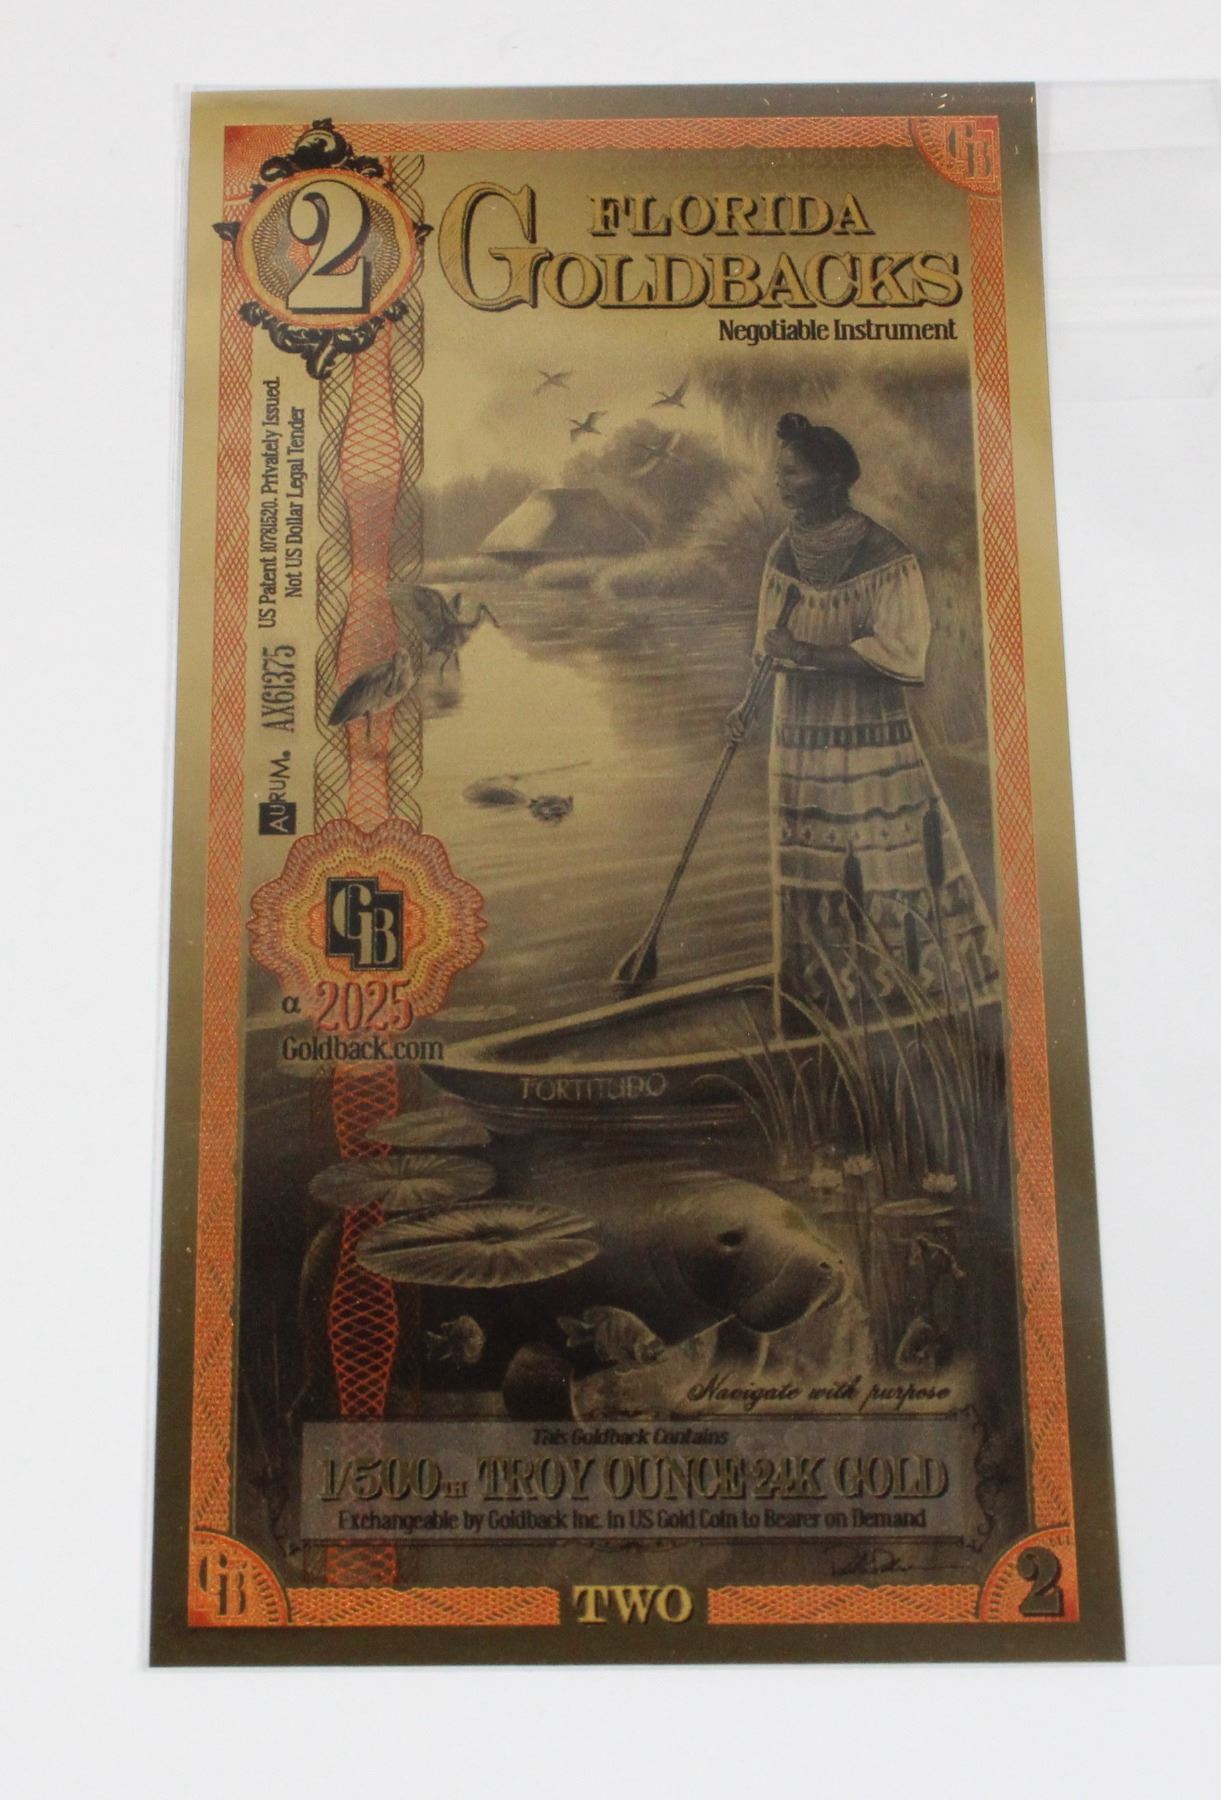 2
GB
FLORIDA
GOLDBACKS
Negotiable Instrument
US Patent 10781520. Privately Issued.
Not US Dollar Legal Tender
AX61375
AURUM.
GB
α 2025
Goldback.com
FORTITUDO
Navigate with purpose
This Goldback Contains
1/500TH TROY OUNCE 24K GOLD
Exchangeable by Goldback Inc. in US Gold Coin to Bearer on Demand
GB
TWO
2